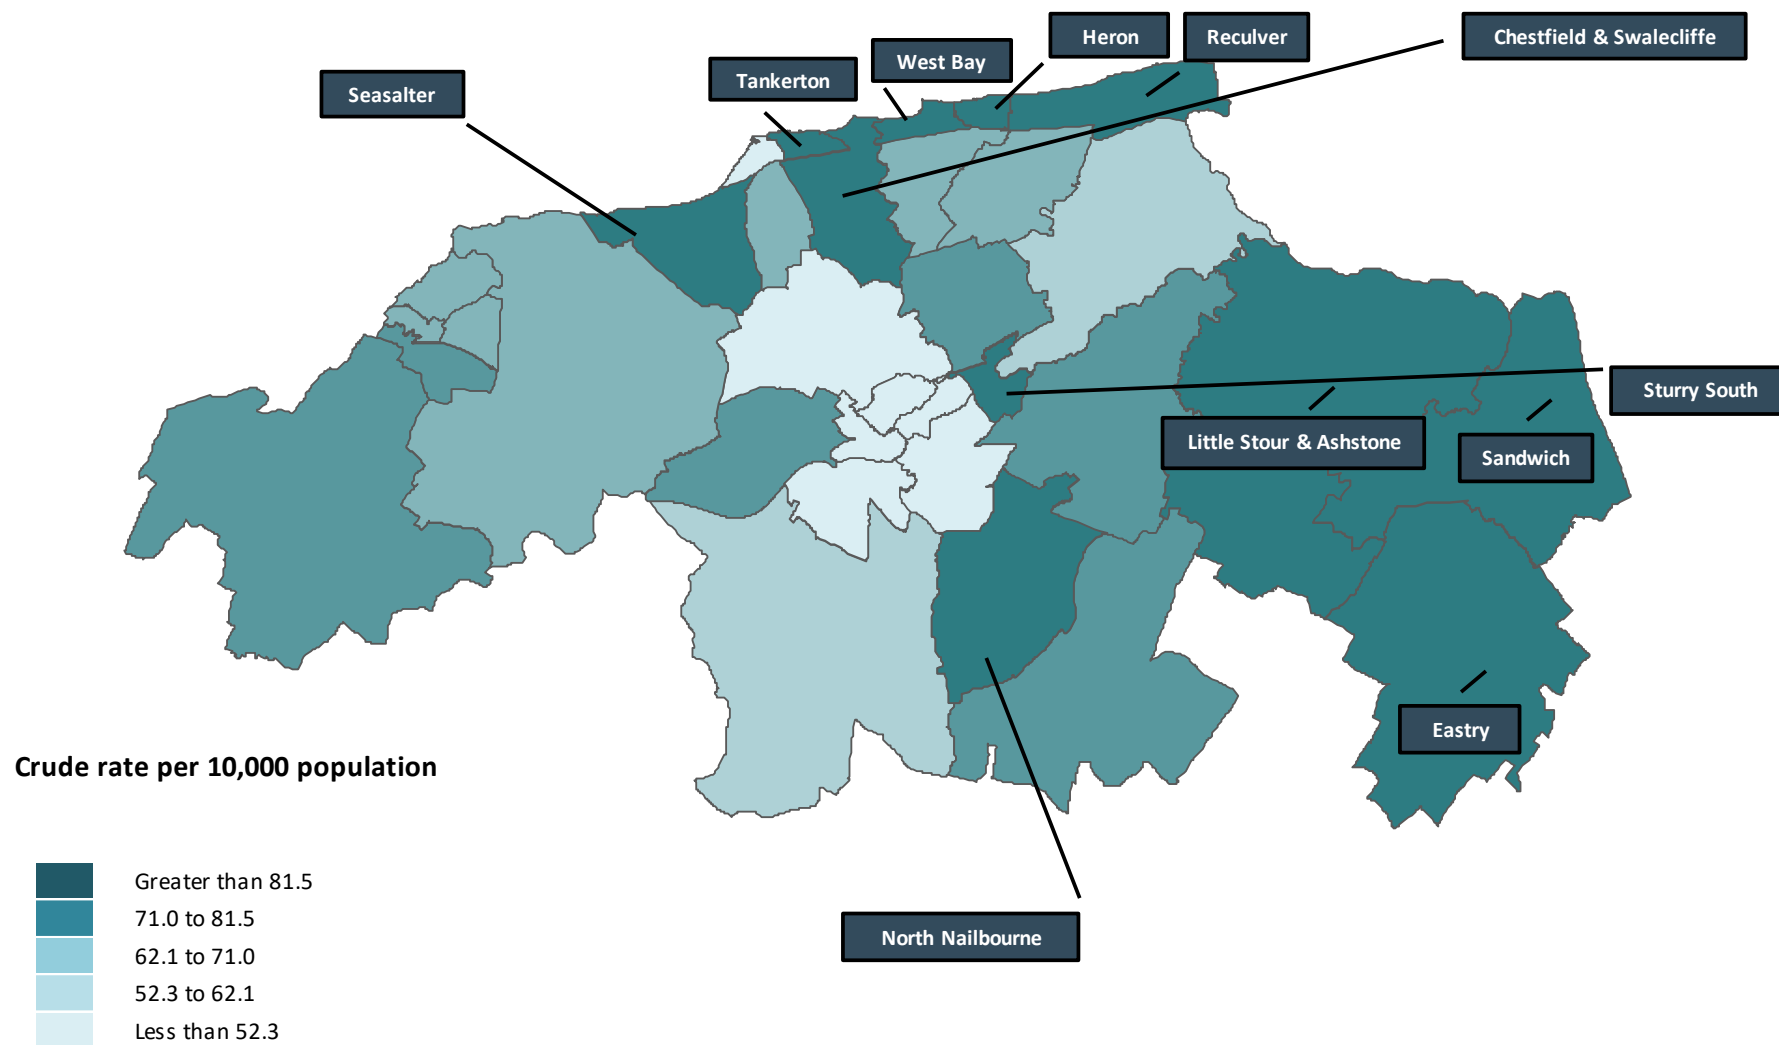 Heron
Reculver
Chestfield & Swalecliffe
West Bay
Tankerton
Seasalter
Sturry South
Little Stour & Ashstone
Sandwich
Eastry
Crude rate per 10,000 population
North Nailbourne
Greater than 81.5
71.0 to 81.5
62.1 to 71.0
52.3 to 62.1
Less than 52.3